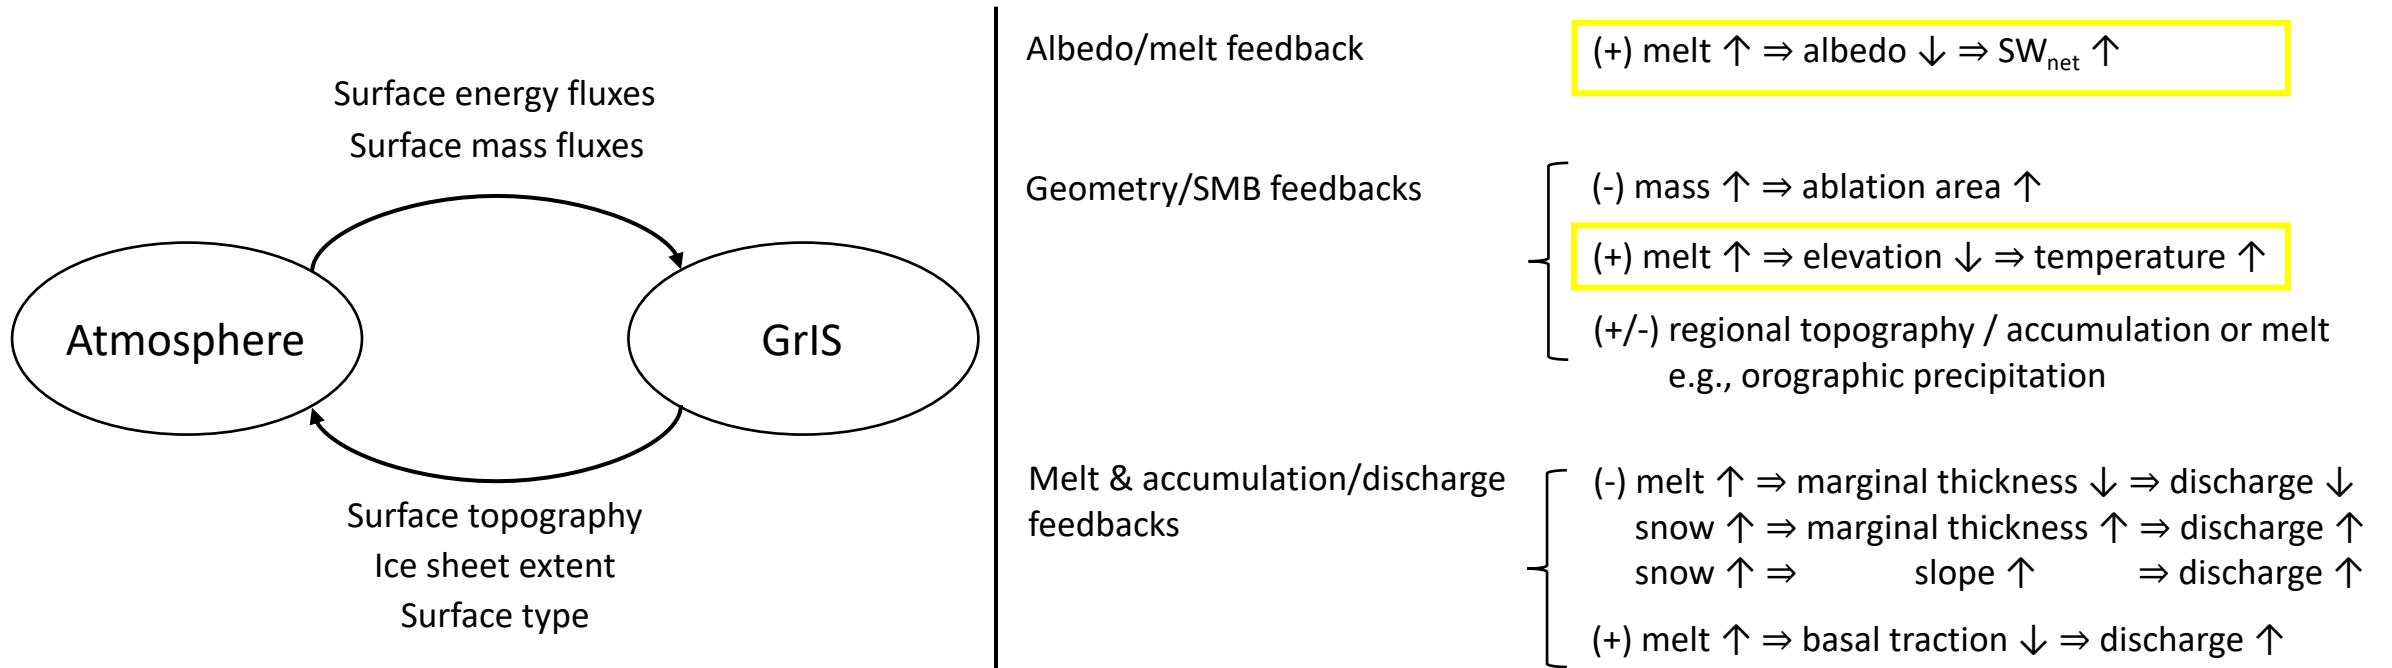 Surface energy fluxes
Surface mass fluxes
Atmosphere
GrIS
Surface topography
Ice sheet extent
Surface type
Albedo/melt feedback
(+) melt ↑ ⇒ albedo ↓ ⇒ SWnet ↑
Geometry/SMB feedbacks
(-) mass ↑ ⇒ ablation area ↑
(+) melt ↑ ⇒ elevation ↓ ⇒ temperature ↑
(+/-) regional topography / accumulation or melt
e.g., orographic precipitation
Melt & accumulation/discharge
feedbacks
(-) melt ↑ ⇒ marginal thickness ↓ ⇒ discharge ↓
snow ↑ ⇒ marginal thickness ↑ ⇒ discharge ↑
snow ↑ ⇒ slope ↑ ⇒ discharge ↑
(+) melt ↑ ⇒ basal traction ↓ ⇒ discharge ↑